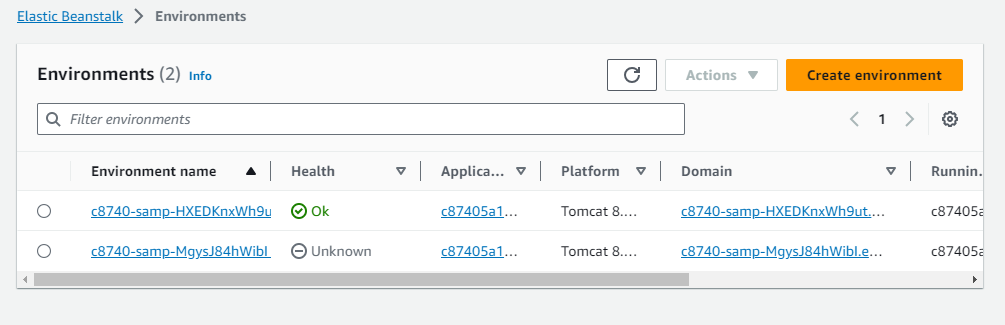 Elastic Beanstalk > Environments
Environments (2) Info
Actions
Create environment
Filter environments
1
Environment name Health Applica... Platform Domain Runnin...
c8740-samp-HXEDKnxWh9u Ok c87405a1... Tomcat 8.... c8740-samp-HXEDKnxWh9ut.... c87405a
c8740-samp-MgysJ84hWibI Unknown c87405a1... Tomcat 8.... c8740-samp-MgysJ84hWibI.e... c87405a